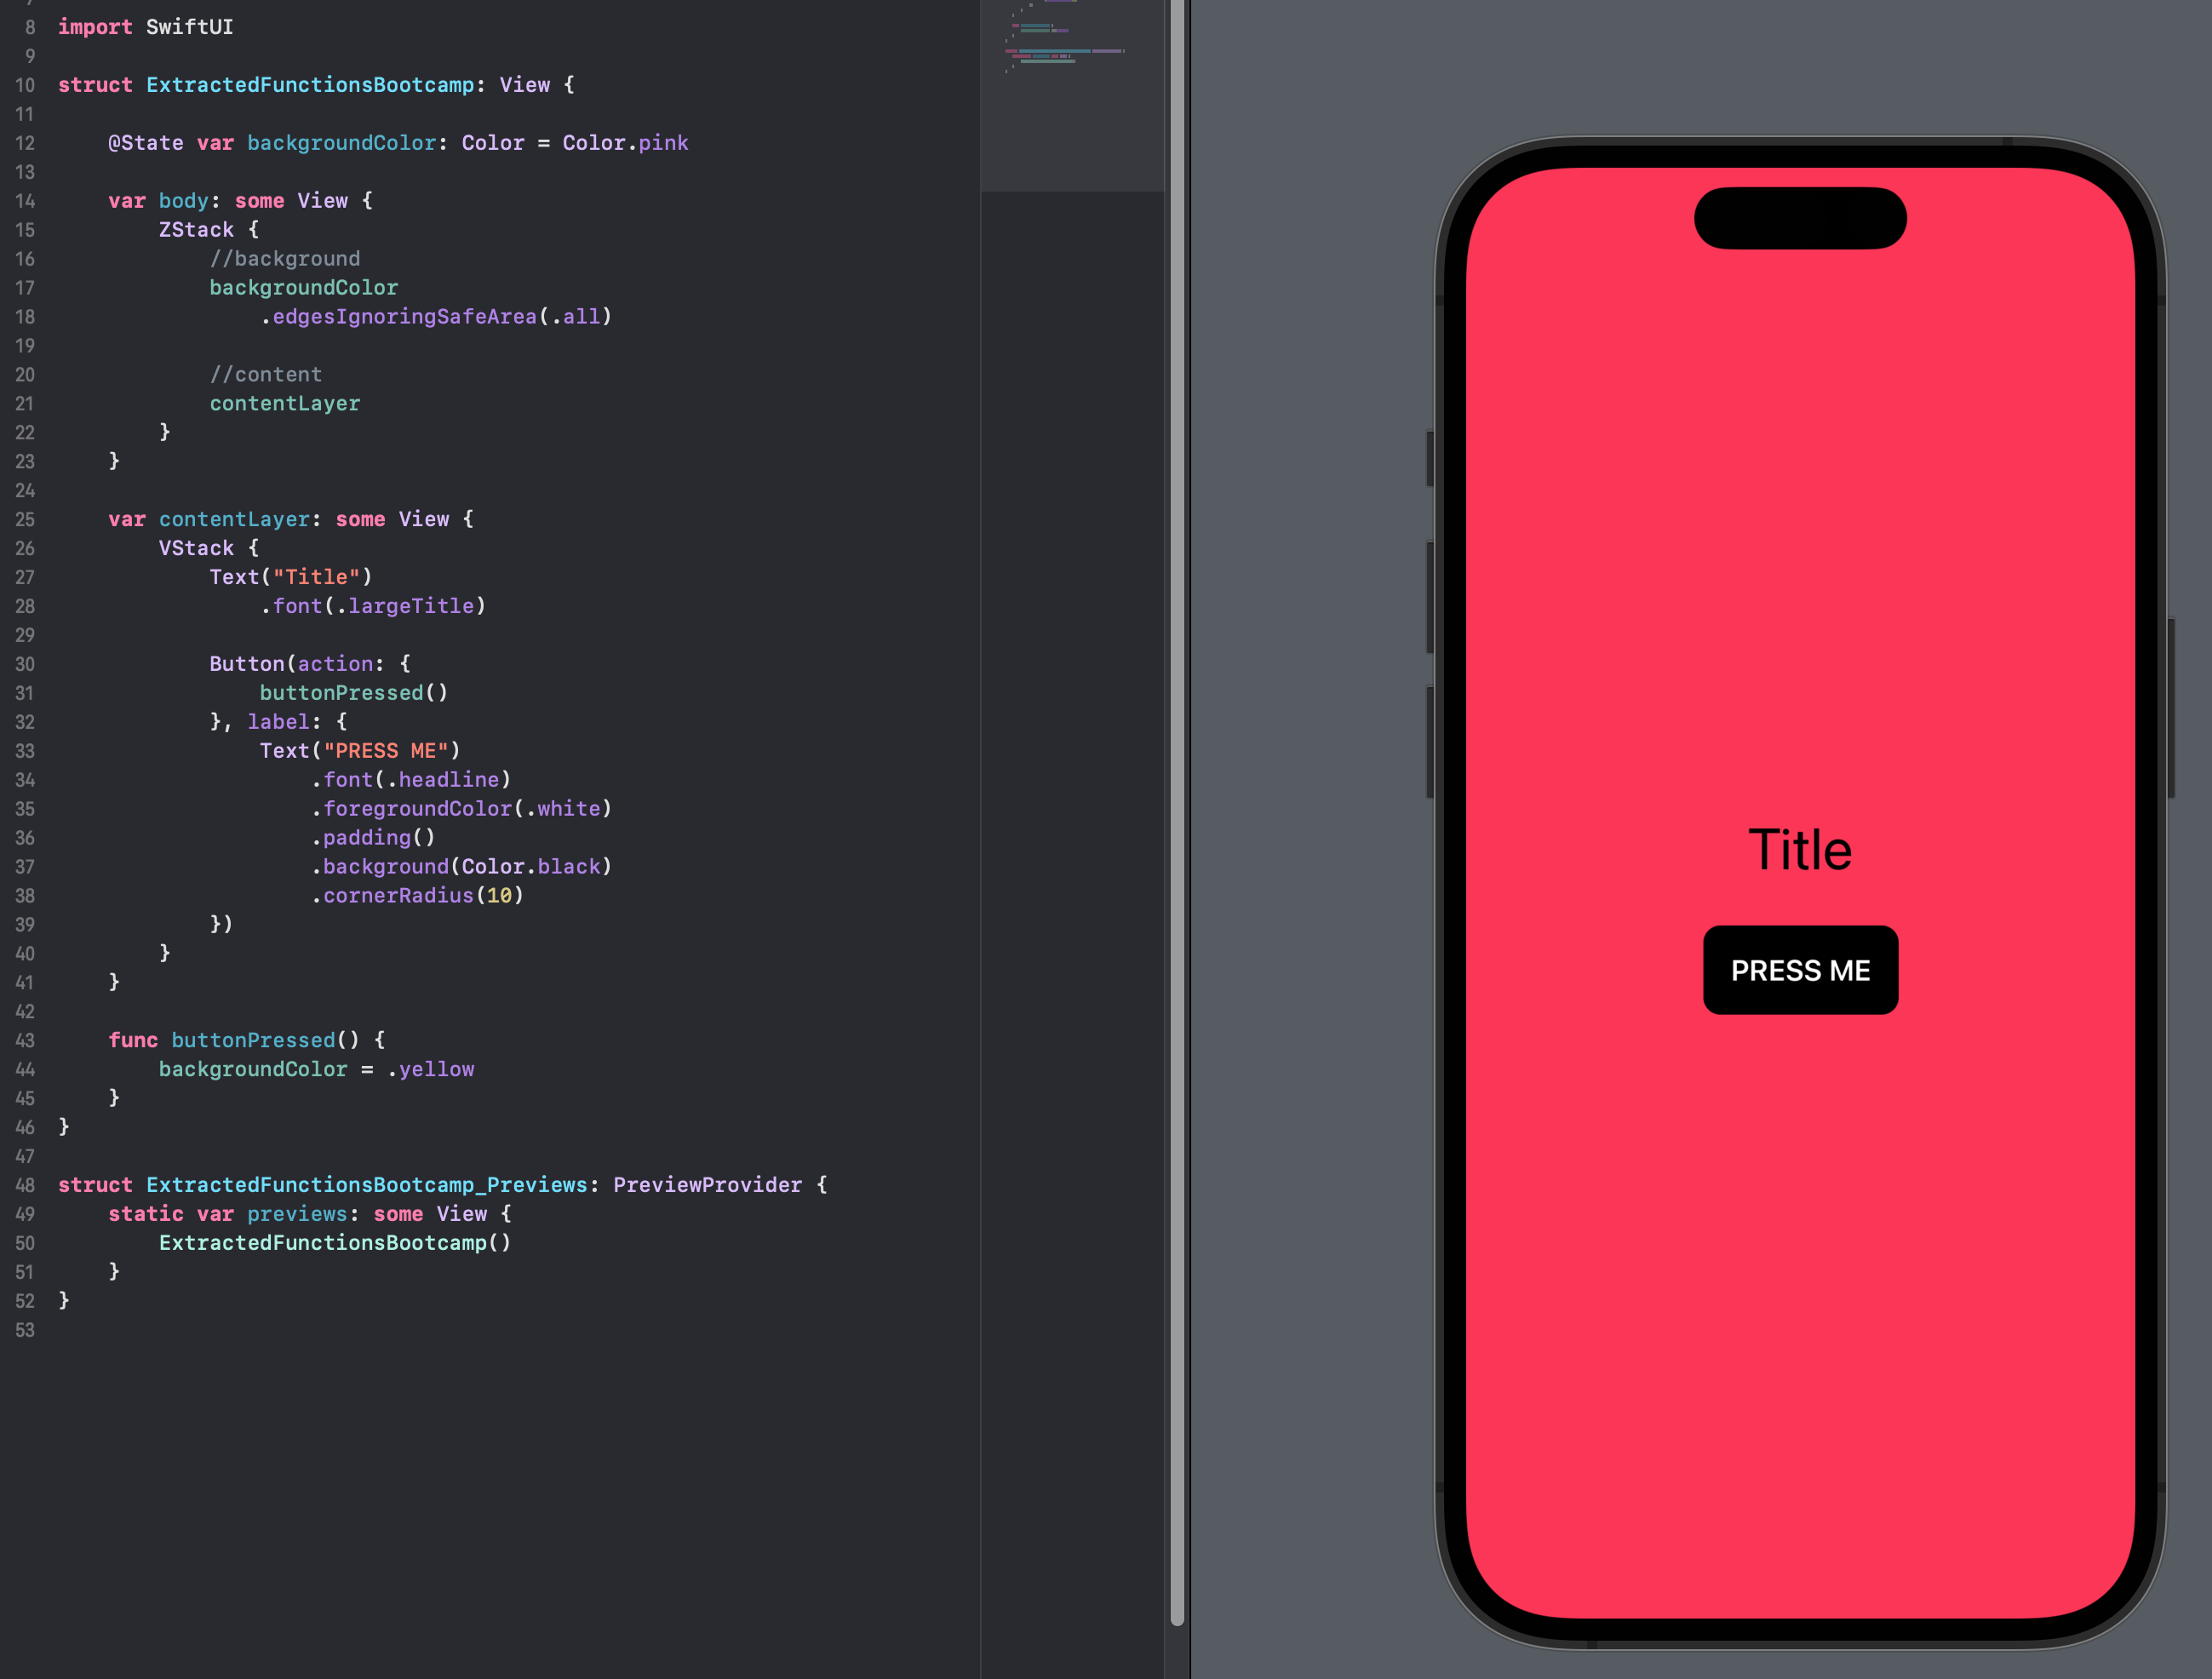 7
8 import SwiftUI
9
10 struct ExtractedFunctionsBootcamp: View {
11
12     @State var backgroundColor: Color = Color.pink
13
14     var body: some View {
15         ZStack {
16             //background
17             backgroundColor
18                 .edgesIgnoringSafeArea(.all)
19
20             //content
21             contentLayer
22         }
23     }
24
25     var contentLayer: some View {
26         VStack {
27             Text("Title")
28                 .font(.largeTitle)
29
30             Button(action: {
31                 buttonPressed()
32             }, label: {
33                 Text("PRESS ME")
34                     .font(.headline)
35                     .foregroundColor(.white)
36                     .padding()
37                     .background(Color.black)
38                     .cornerRadius(10)
39             })
40         }
41     }
42
43     func buttonPressed() {
44         backgroundColor = .yellow
45     }
46 }
47
48 struct ExtractedFunctionsBootcamp_Previews: PreviewProvider {
49     static var previews: some View {
50         ExtractedFunctionsBootcamp()
51     }
52 }
53
Title
PRESS ME